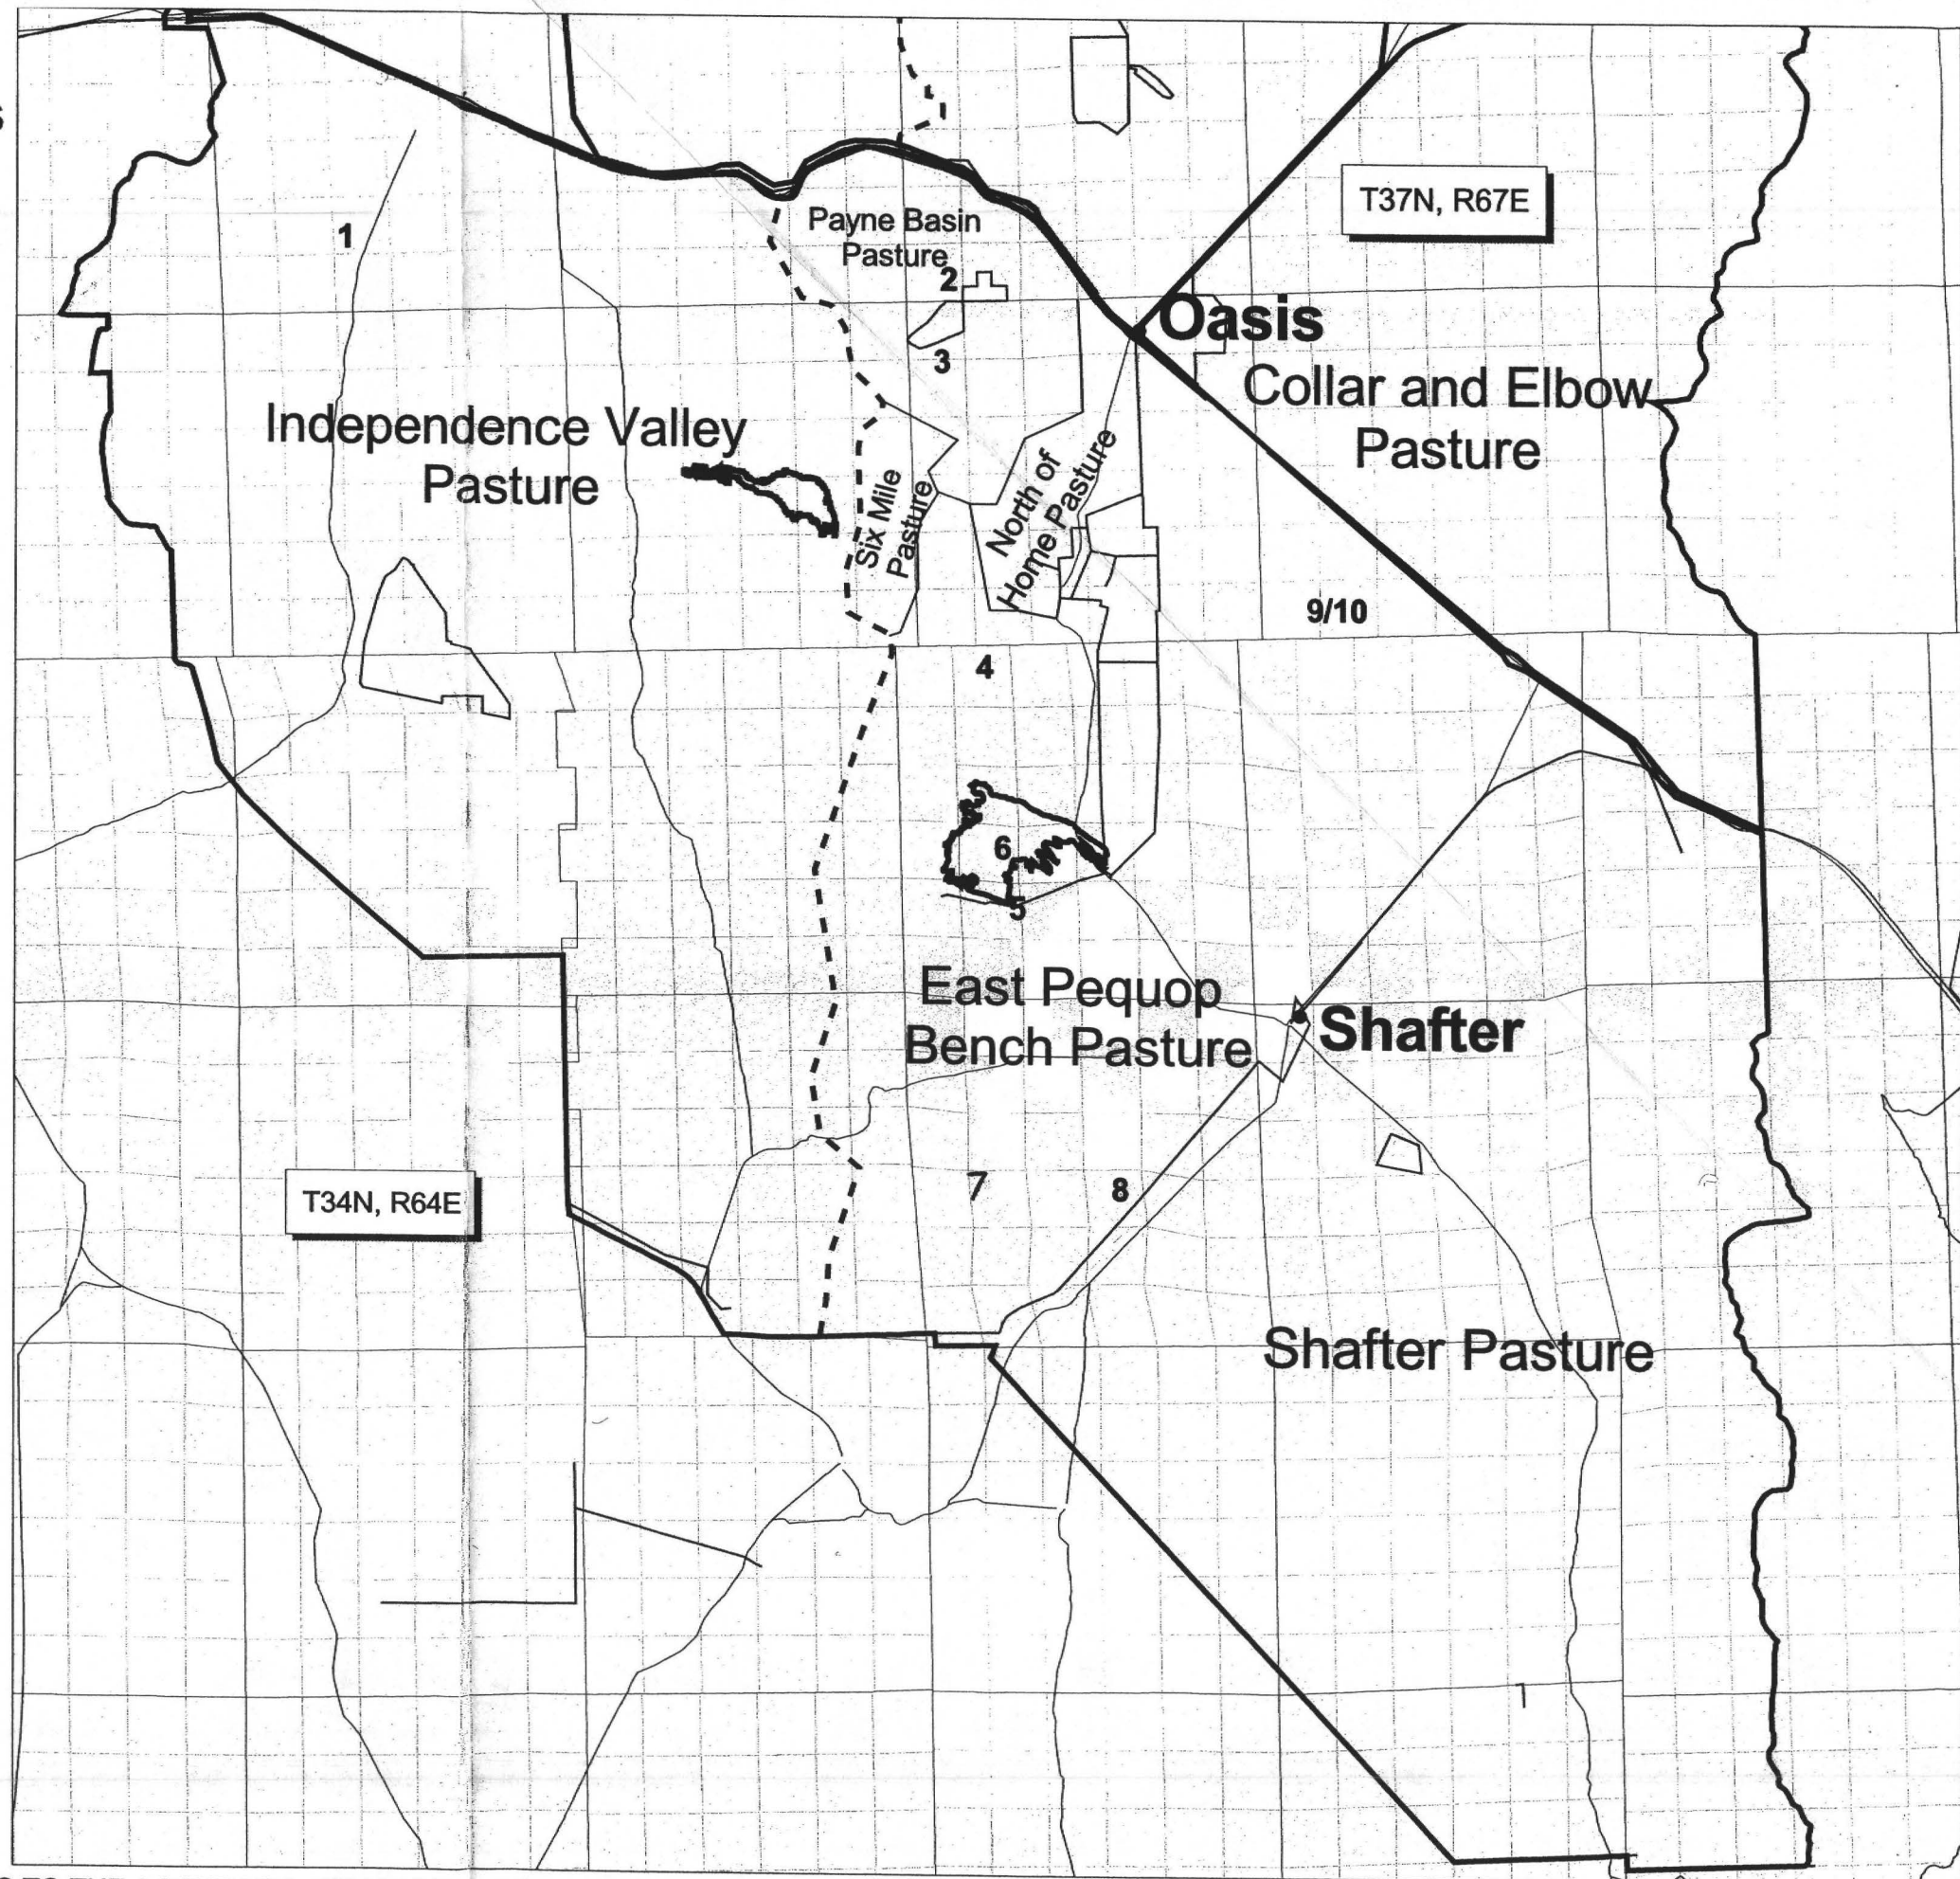 T37N, R67E
Payne Basin
Pasture
1
2
Oasis
3
Collar and Elbow
Pasture
Independence Valley
Pasture
Six Mile
Pasture
North of
Home Pasture
9/10
4
6
5
East Pequop
Bench Pasture
Shafter
T34N, R64E
7
8
Shafter Pasture